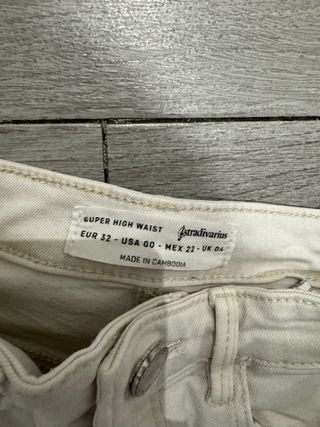 SUPER HIGH WAIST stradivarius
EUR 32 - USA 00 - MEX 22 - UK 04
MADE IN CAMBODIA